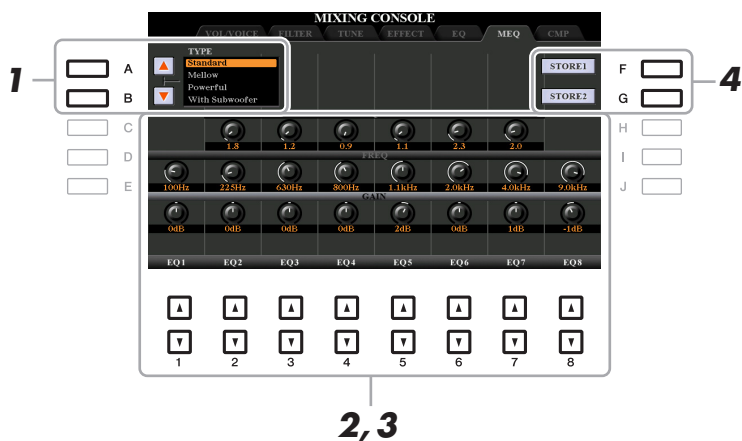 MIXING CONSOLE
VOL/VOICE FILTER TUNE EFFECT EQ MEQ CMP
TYPE
Standard
Mellow
Powerful
With Subwoofer
STORE1
STORE2
1
A
B
C
D
E
F
G
H
I
J
4
1.8 1.2 0.9 1.1 2.3 2.0
FREQ
100Hz 225Hz 630Hz 800Hz 1.1kHz 2.0kHz 4.0kHz 9.0kHz
GAIN
0dB 0dB 0dB 0dB 2dB 0dB 1dB -1dB
EQ1 EQ2 EQ3 EQ4 EQ5 EQ6 EQ7 EQ8
1 2 3 4 5 6 7 8
2, 3